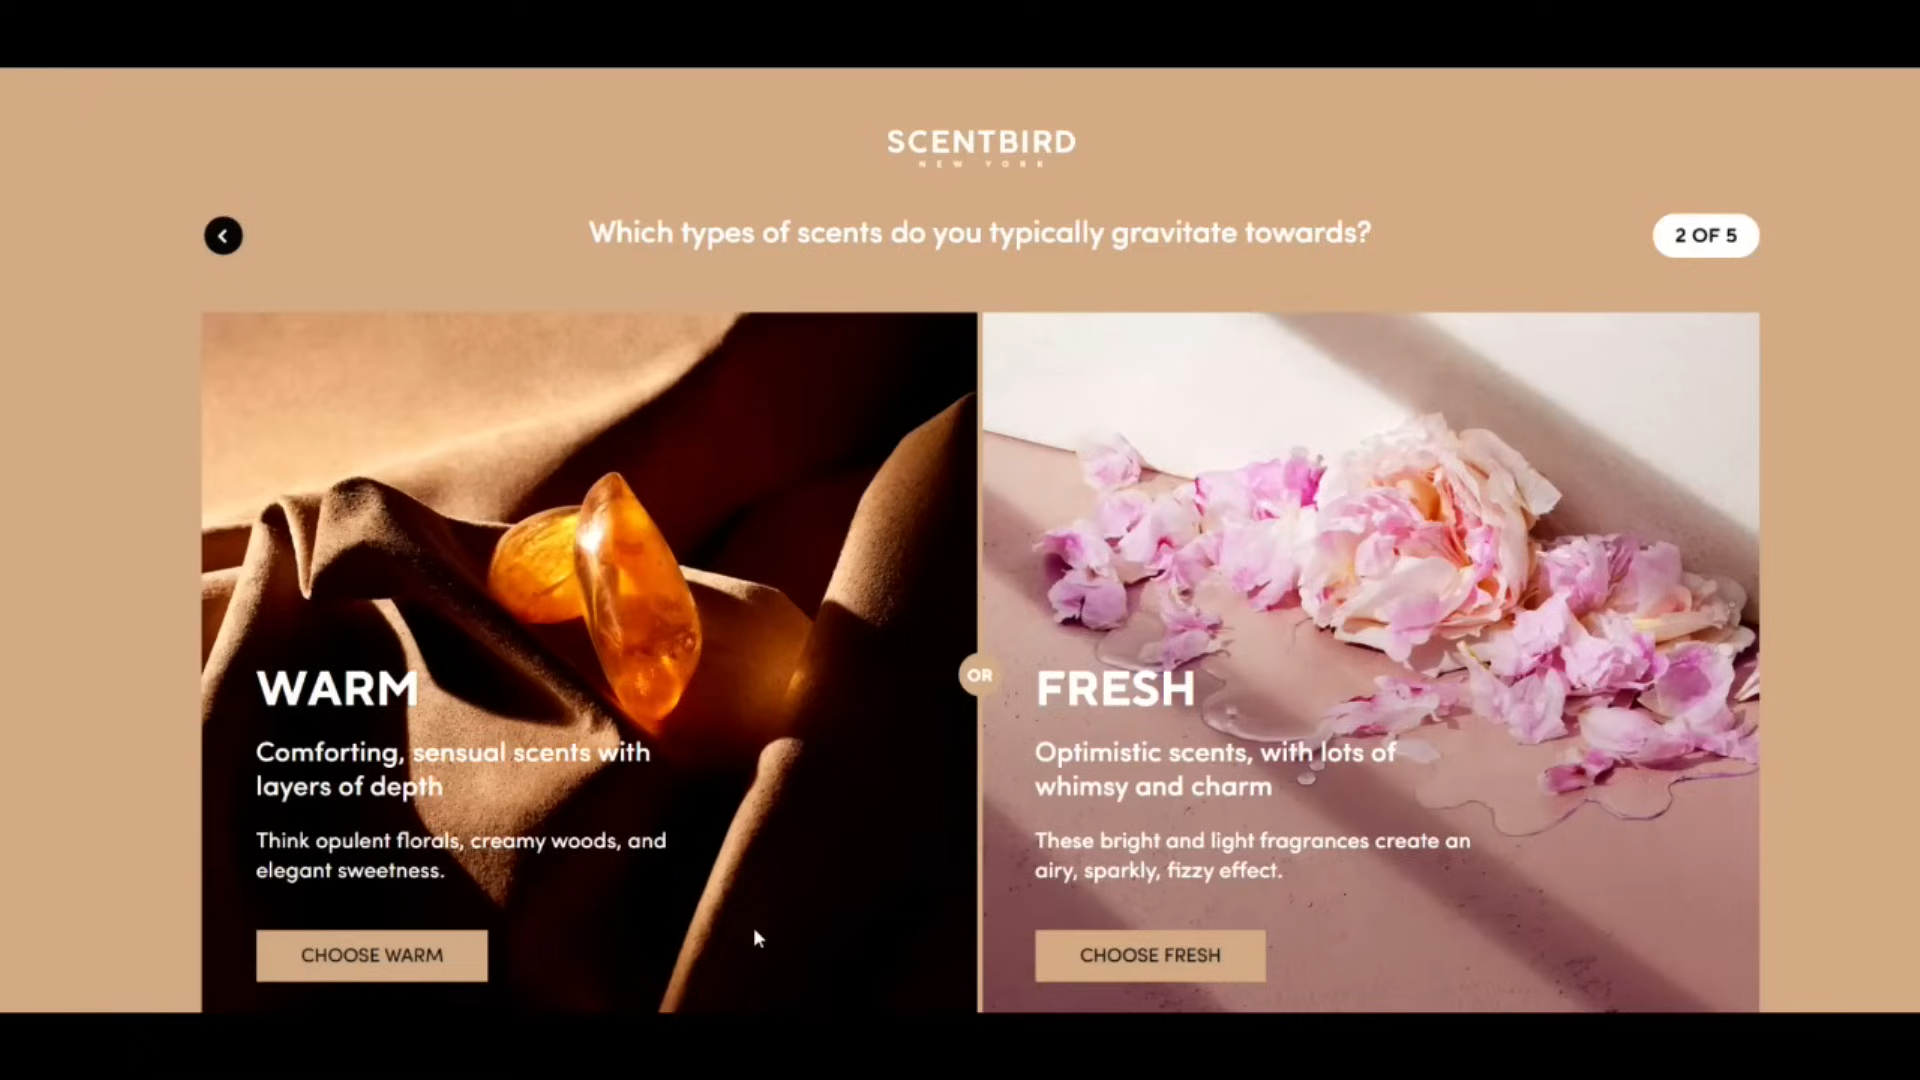 SCENTBIRD
NEW YORK
Which types of scents do you typically gravitate towards?
2 OF 5
WARM
Comforting, sensual scents with
layers of depth
Think opulent florals, creamy woods, and
elegant sweetness.
CHOOSE WARM
OR
FRESH
Optimistic scents, with lots of
whimsy and charm
These bright and light fragrances create an
airy, sparkly, fizzy effect.
CHOOSE FRESH